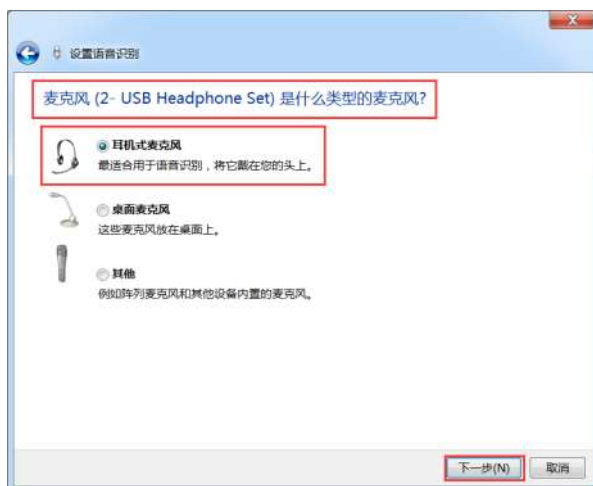 设置语音识别
麦克风 (2- USB Headphone Set) 是什么类型的麦克风?
耳机式麦克风
最适合用于语音识别，将它戴在您的头上。
桌面麦克风
这些麦克风放在桌面上。
其他
例如阵列麦克风和其他设备内置的麦克风。
下一步(N)
取消